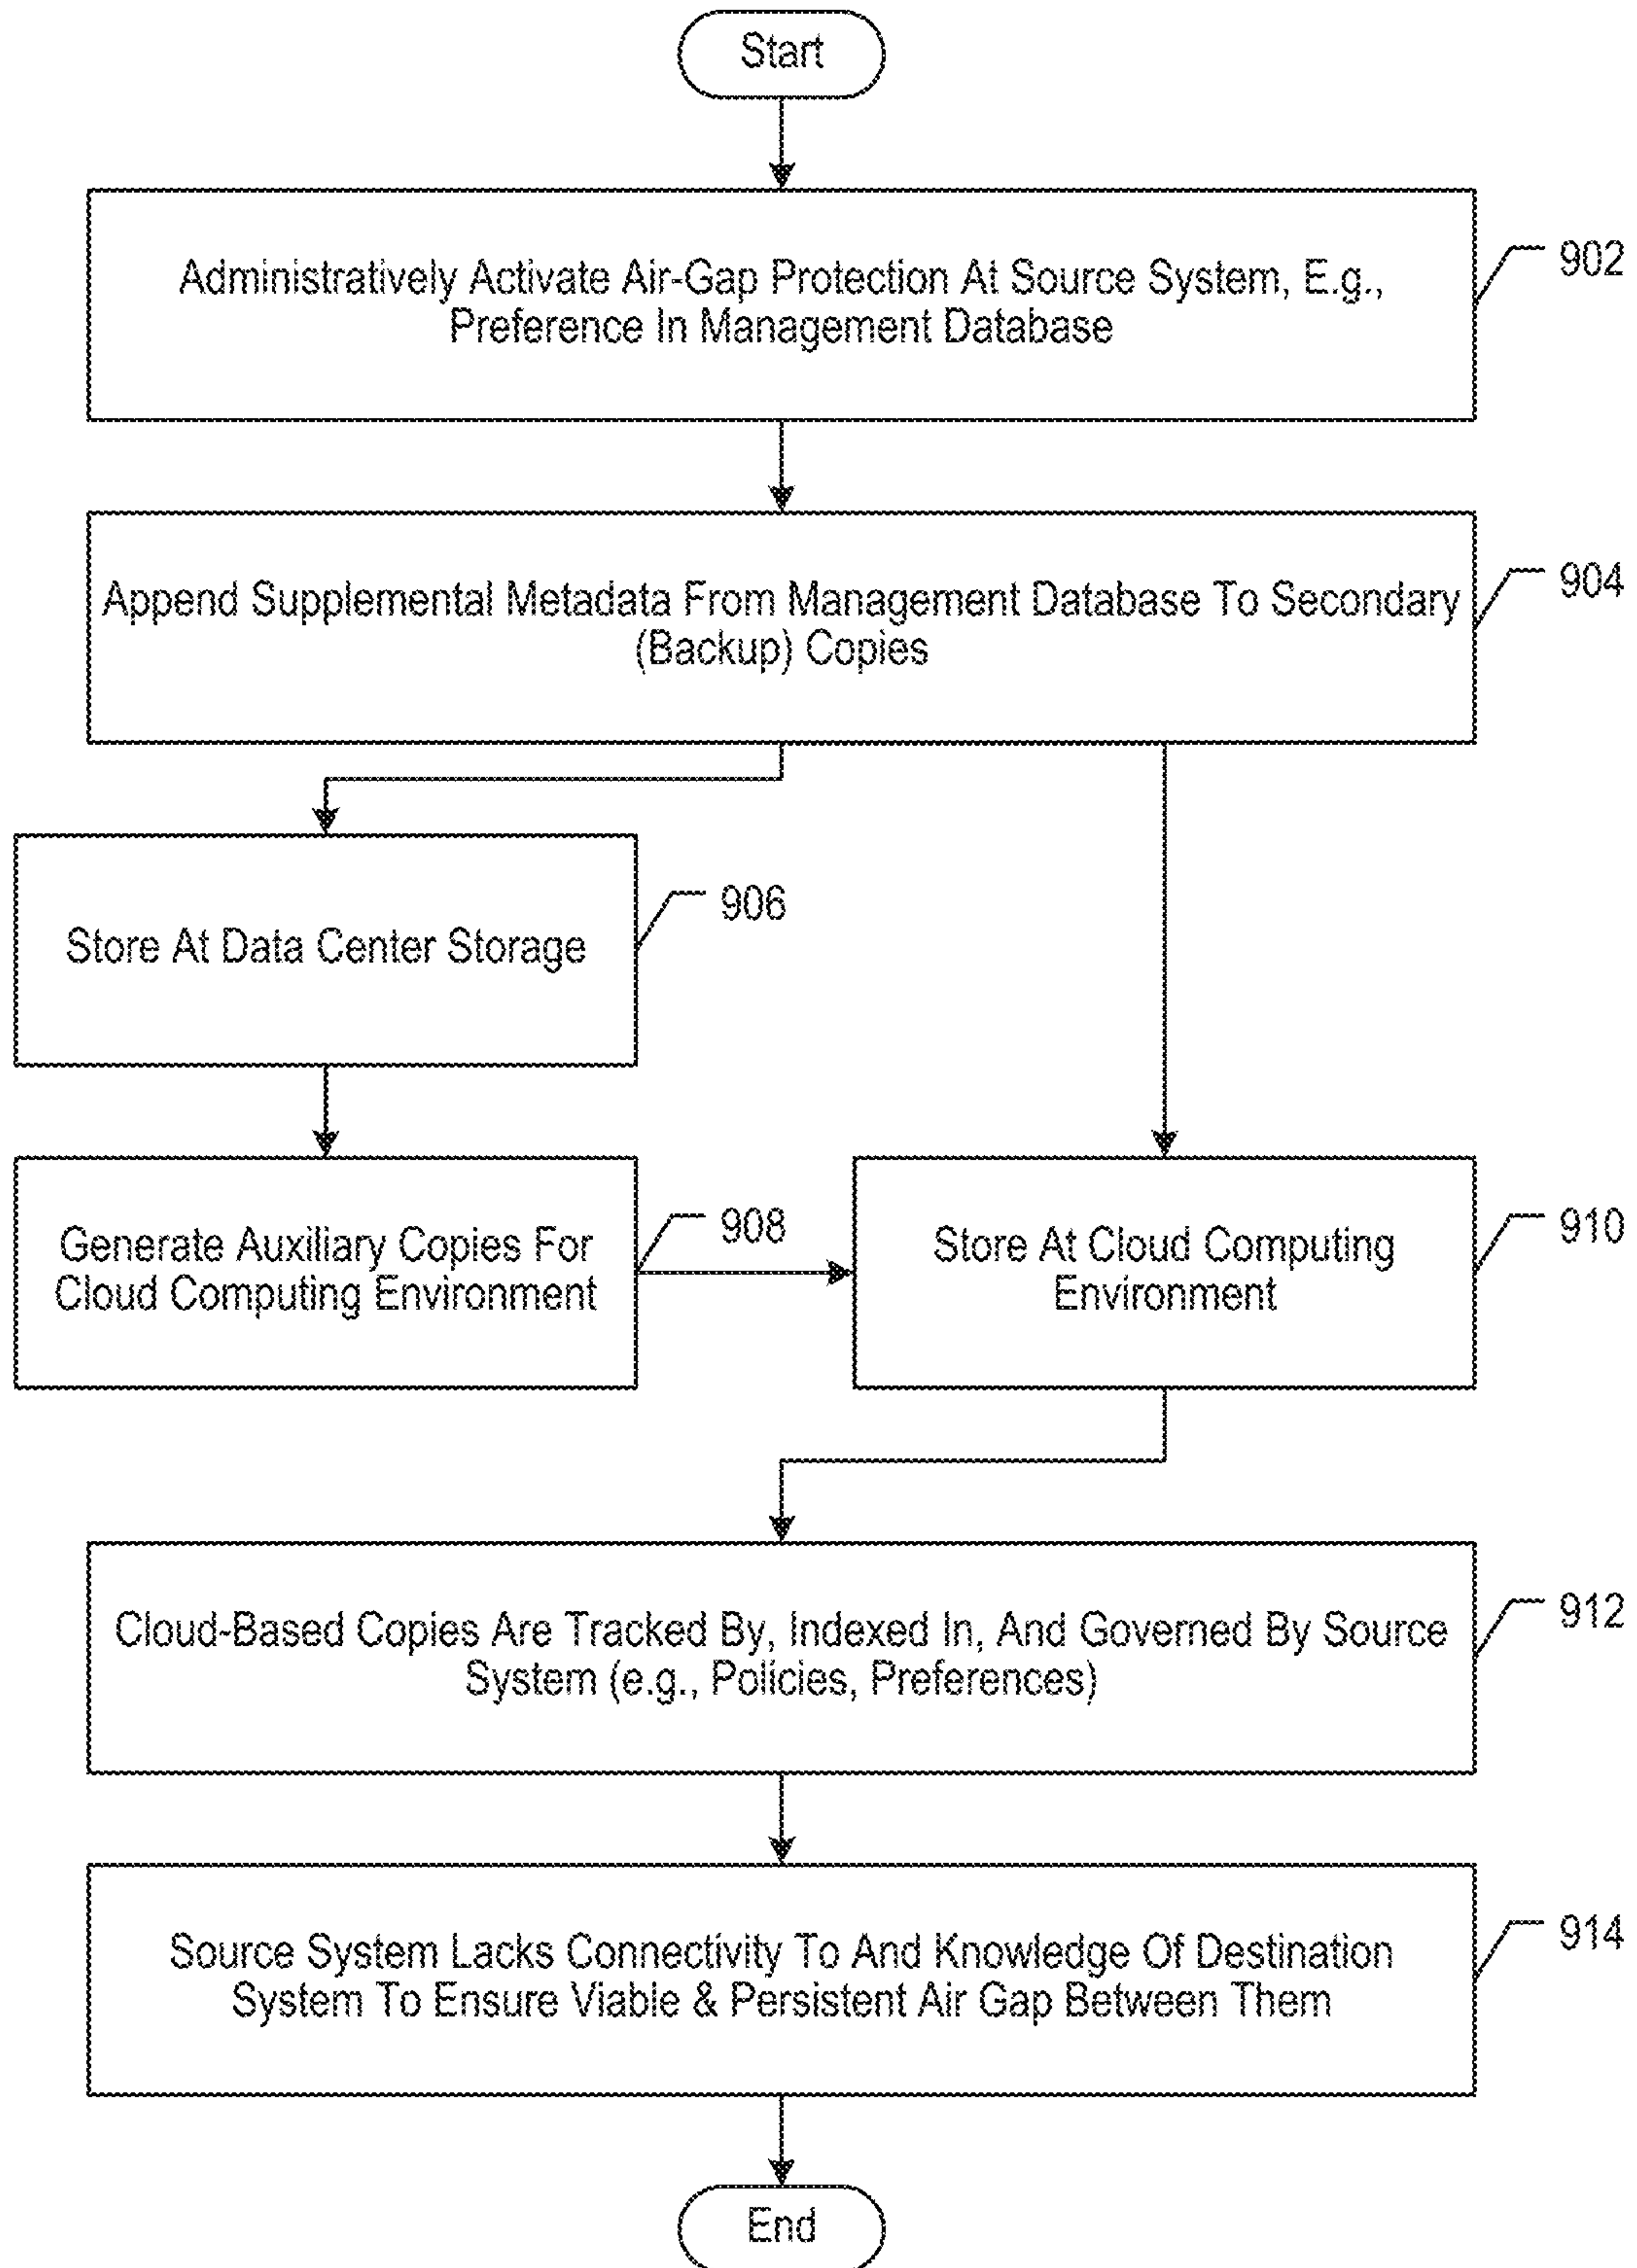 Start
Administratively Activate Air-Gap Protection At Source System, E.g.,
Preference In Management Database
902
Append Supplemental Metadata From Management Database To Secondary
(Backup) Copies
904
Store At Data Center Storage
906
Generate Auxiliary Copies For
Cloud Computing Environment
908
Store At Cloud Computing
Environment
910
Cloud-Based Copies Are Tracked By, Indexed In, And Governed By Source
System (e.g., Policies, Preferences)
912
Source System Lacks Connectivity To And Knowledge Of Destination
System To Ensure Viable & Persistent Air Gap Between Them
914
End